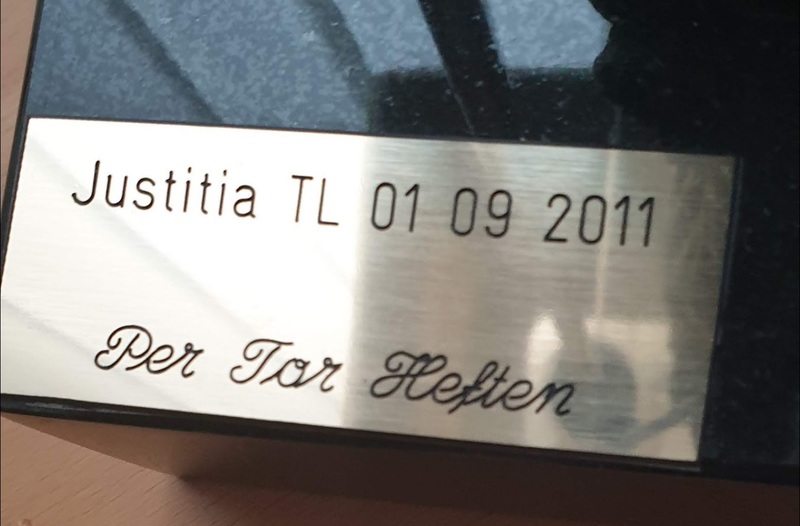 Justitia TL 01 09 2011
Per Tor Heften